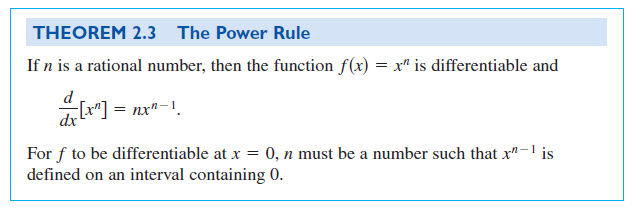 THEOREM 2.3 The Power Rule
If n is a rational number, then the function f(x) = xⁿ is differentiable and
d/dx[xⁿ] = nxⁿ⁻¹.
For f to be differentiable at x = 0, n must be a number such that xⁿ⁻¹ is
defined on an interval containing 0.